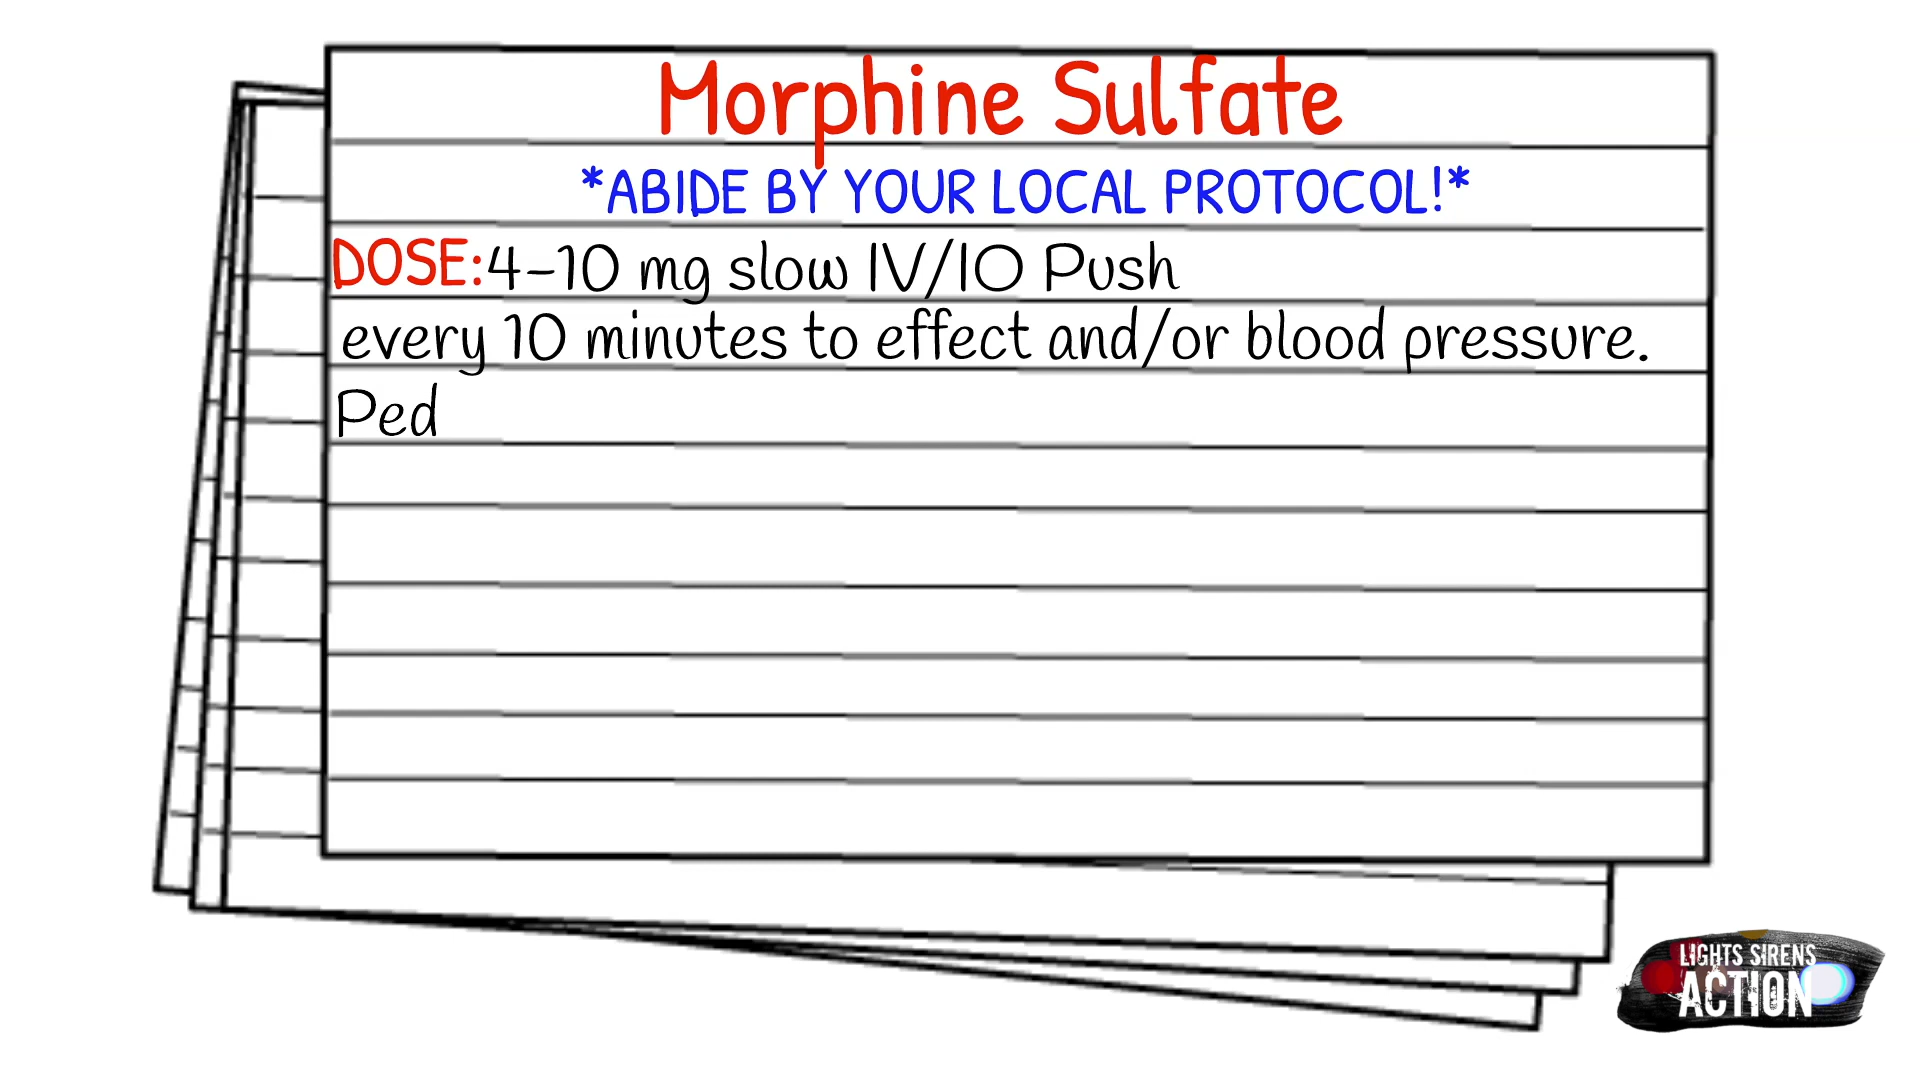 Morphine Sulfate
*ABIDE BY YOUR LOCAL PROTOCOL!*
DOSE:4-10 mg slow IV/IO Push
every 10 minutes to effect and/or blood pressure.
Ped
LIGHTS SIRENS
ACTION